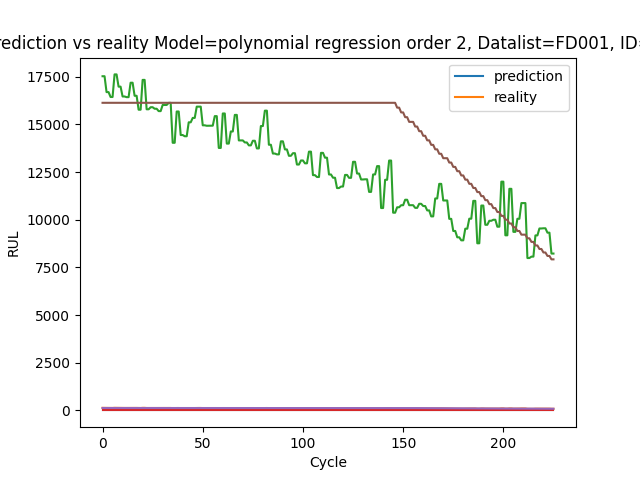 rediction vs reality Model=polynomial regression order 2, Datalist=FD001, ID=
prediction
reality
17500
15000
12500
10000
7500
5000
2500
0
RUL
0 50 100 150 200
Cycle